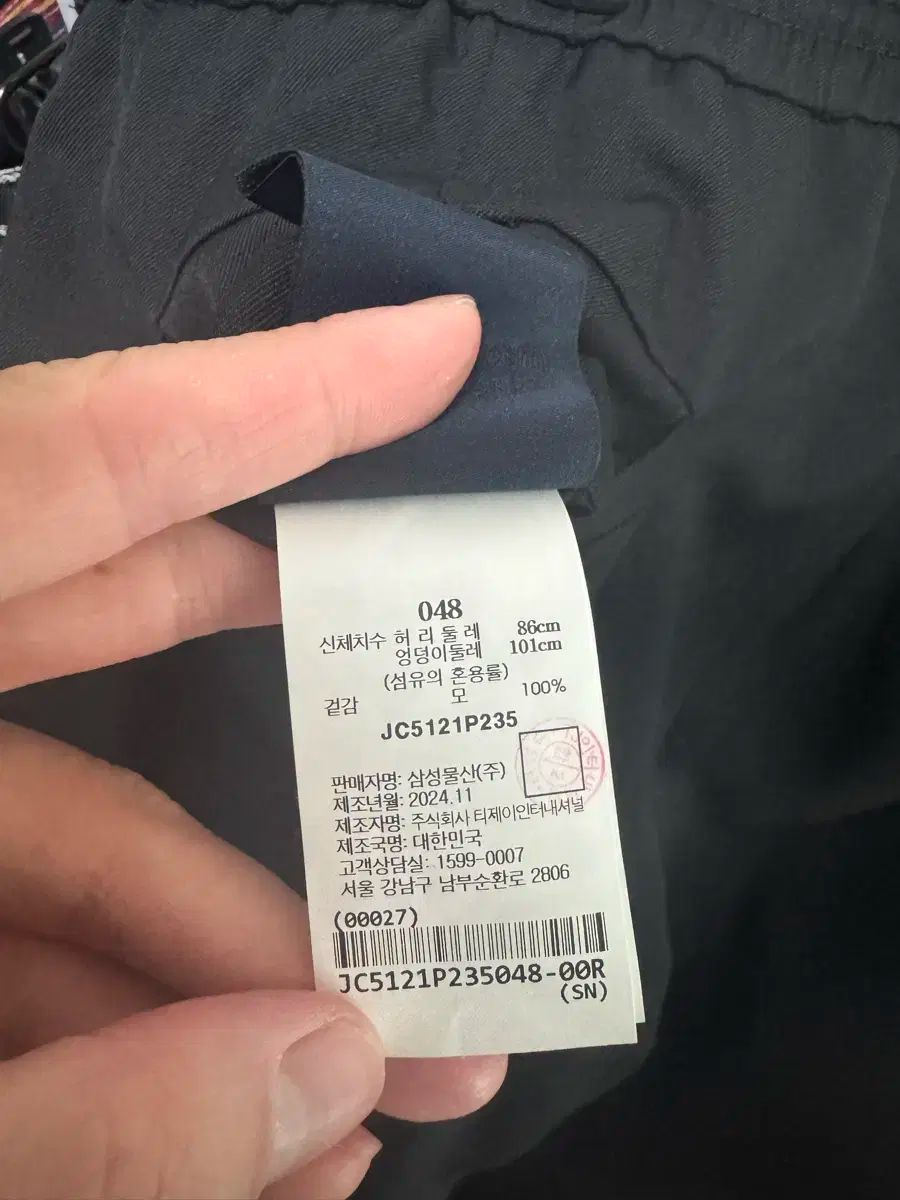 048
신체치수 허 리 둘 레 86cm
엉덩이둘레 101cm
(섬유의 혼용률)
겉감 모 100%
JC5121P235
판매자명: 삼성물산(주)
제조년월: 2024.11
제조자명: 주식회사 티제이인터내셔널
제조국명: 대한민국
고객상담실: 1599-0007
서울 강남구 남부순환로 2806
(00027)
JC5121P235048-00R
(SN)